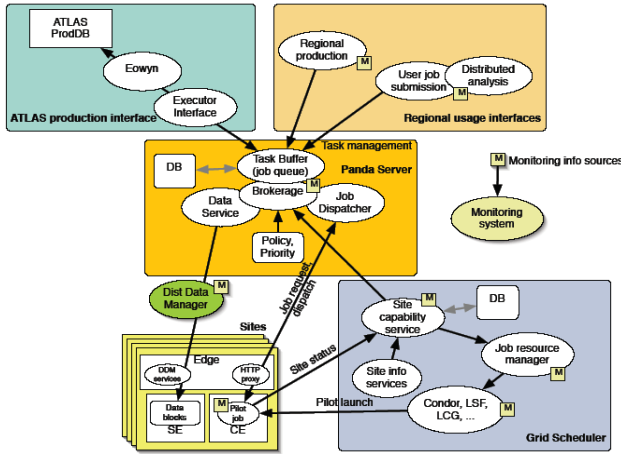 ATLAS
ProdDB
Eowyn
Executor
Interface
ATLAS production interface
Regional
production
M
User job
submission
M
Distributed
analysis
Regional usage interfaces
Task management
Panda Server
DB
Task Buffer
(job queue)
Brokerage
M
Data
Service
Job
Dispatcher
Policy,
Priority
M
Monitoring info sources
Monitoring
system
Dist Data
Manager
M
Job request,
dispatch
Sites
Edge
DDM
services
HTTP
proxy
Data
blocks
SE
M
Pilot
job
CE
Site status
Pilot launch
Site
capability
service
M
DB
Site info
services
Job resource
manager
M
Condor, LSF,
LCG, ...
M
Grid Scheduler